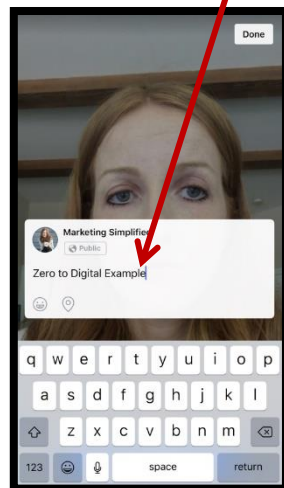 Done
Marketing Simplified
Public
Zero to Digital Example
q w e r t y u i o p
a s d f g h j k l
z x c v b n m
123 space return